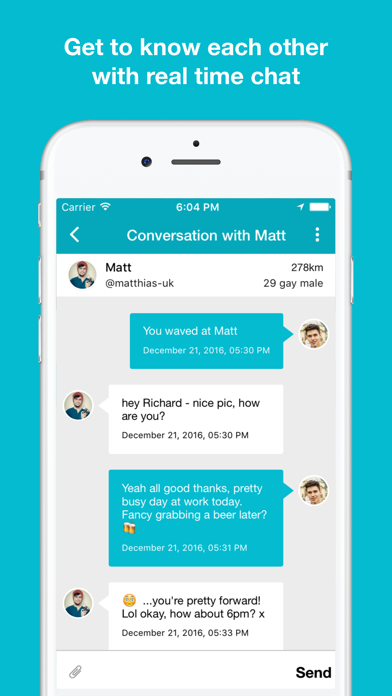 Get to know each other
with real time chat
Carrier 6:04 PM
Conversation with Matt
Matt 278km
@matthias-uk 29 gay male
You waved at Matt
December 21, 2016, 05:30 PM
hey Richard - nice pic, how
are you?
December 21, 2016, 05:30 PM
Yeah all good thanks, pretty
busy day at work today.
Fancy grabbing a beer later?
🍻
December 21, 2016, 05:31 PM
😁 ...you're pretty forward!
Lol okay, how about 6pm? x
December 21, 2016, 05:33 PM
Send